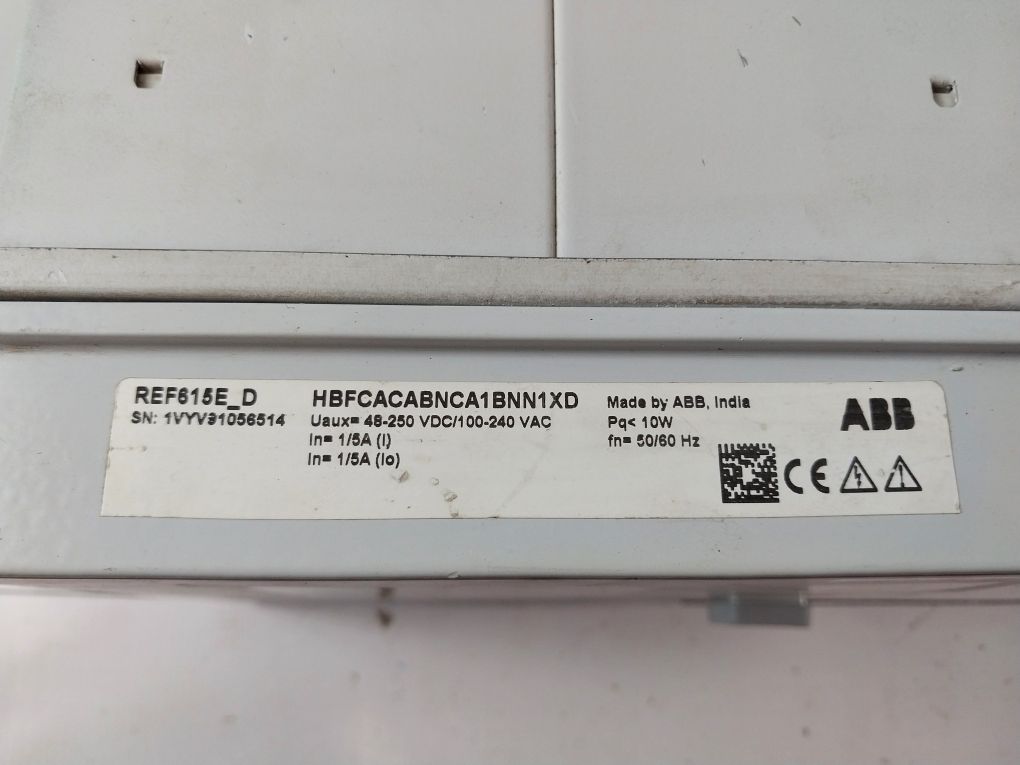 REF615E_D
SN: 1VYV91056514
HBFCACABNCA1BNN1XD
Uaux= 48-250 VDC/100-240 VAC
In= 1/5A (I)
In= 1/5A (Io)
Made by ABB, India
Pq< 10W
fn= 50/60 Hz
ABB
CE